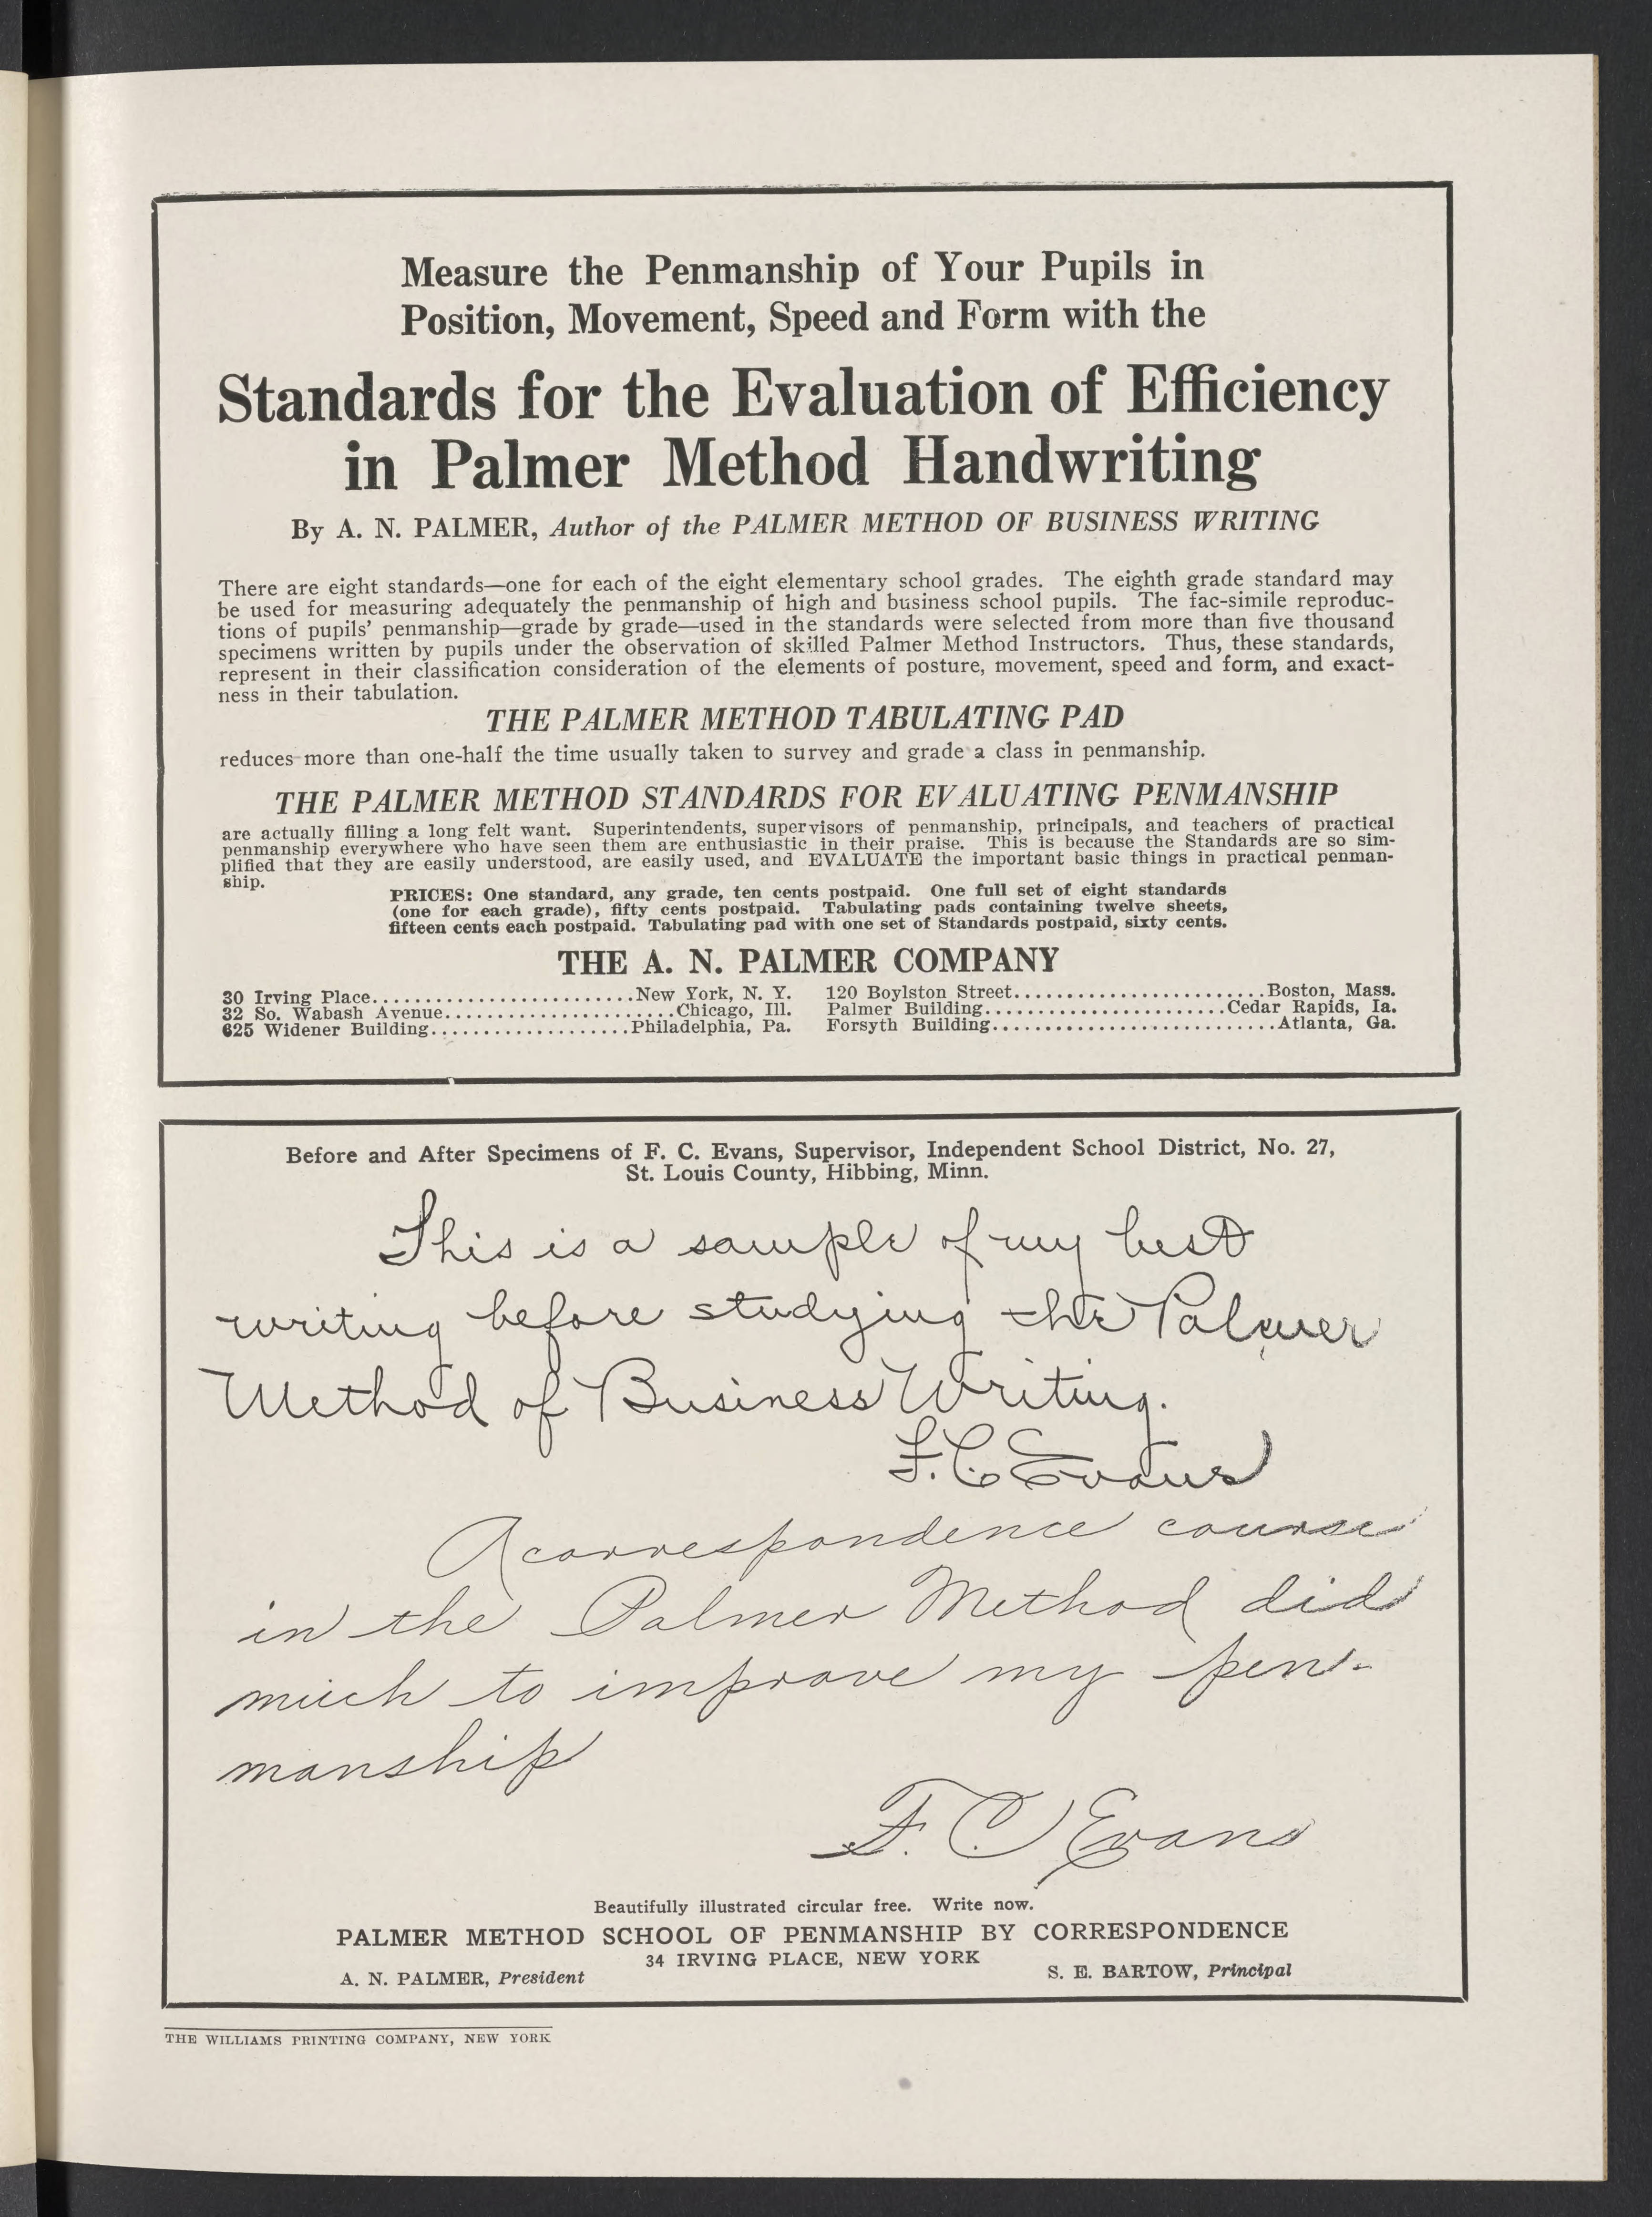 Measure the Penmanship of Your Pupils in
Position, Movement, Speed and Form with the
Standards for the Evaluation of Efficiency
in Palmer Method Handwriting
By A. N. PALMER, Author of the PALMER METHOD OF BUSINESS WRITING
There are eight standards—one for each of the eight elementary school grades. The eighth grade standard may
be used for measuring adequately the penmanship of high and business school pupils. The fac-simile reproduc-
tions of pupils' penmanship—grade by grade—used in the standards were selected from more than five thousand
specimens written by pupils under the observation of skilled Palmer Method Instructors. Thus, these standards,
represent in their classification consideration of the elements of posture, movement, speed and form, and exact-
ness in their tabulation.
THE PALMER METHOD TABULATING PAD
reduces more than one-half the time usually taken to survey and grade a class in penmanship.
THE PALMER METHOD STANDARDS FOR EVALUATING PENMANSHIP
are actually filling a long felt want. Superintendents, supervisors of penmanship, principals, and teachers of practical
penmanship everywhere who have seen them are enthusiastic in their praise. This is because the Standards are so sim-
plified that they are easily understood, are easily used, and EVALUATE the important basic things in practical penman-
ship.
PRICES: One standard, any grade, ten cents postpaid. One full set of eight standards
(one for each grade), fifty cents postpaid. Tabulating pads containing twelve sheets,
fifteen cents each postpaid. Tabulating pad with one set of Standards postpaid, sixty cents.
THE A. N. PALMER COMPANY
30 Irving Place.........................New York, N. Y. 120 Boylston Street........................Boston, Mass.
32 So. Wabash Avenue......................Chicago, Ill. Palmer Building.......................Cedar Rapids, Ia.
625 Widener Building...................Philadelphia, Pa. Forsyth Building...........................Atlanta, Ga.
Before and After Specimens of F. C. Evans, Supervisor, Independent School District, No. 27,
St. Louis County, Hibbing, Minn.
This is a sample of my best
writing before studying the Palmer
Method of Business Writing.
F. C. Evans
A correspondence course
in the Palmer Method did
much to improve my pen-
manship
F. C. Evans
Beautifully illustrated circular free. Write now.
PALMER METHOD SCHOOL OF PENMANSHIP BY CORRESPONDENCE
34 IRVING PLACE, NEW YORK
A. N. PALMER, President S. E. BARTOW, Principal
THE WILLIAMS PRINTING COMPANY, NEW YORK